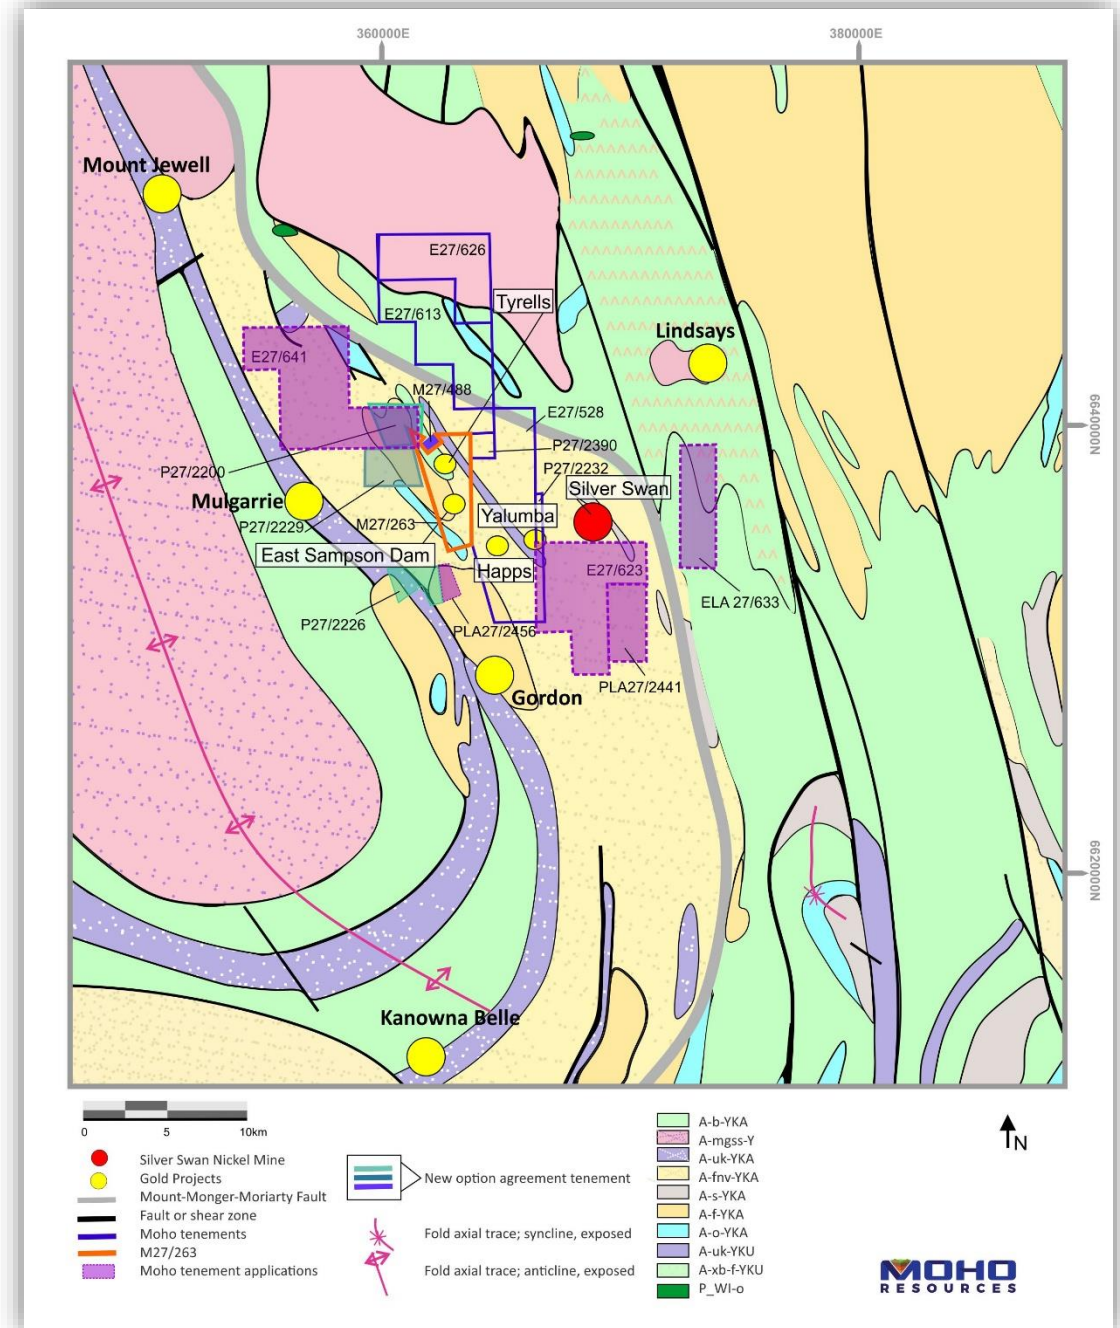 360000E
380000E
Mount Jewell
E27/626
Tyrells
E27/613
Lindsays
E27/641
M27/488
E27/528
6640000N
P27/2390
P27/2200
P27/2232
Silver Swan
Mulgarrie
P27/2229
M27/263
Yalumba
East Sampson Dam
Happs
E27/623
ELA 27/633
P27/2226
PLA27/2456
PLA27/2441
Gordon
6620000N
Kanowna Belle
0 5 10km
Silver Swan Nickel Mine
Gold Projects
Mount-Monger-Moriarty Fault
Fault or shear zone
Moho tenements
M27/263
Moho tenement applications
New option agreement tenement
Fold axial trace; syncline, exposed
Fold axial trace; anticline, exposed
A-b-YKA
A-mgss-Y
A-uk-YKA
A-fnv-YKA
A-s-YKA
A-f-YKA
A-o-YKA
A-uk-YKU
A-xb-f-YKU
P_WI-o
N
MOHO
RESOURCES